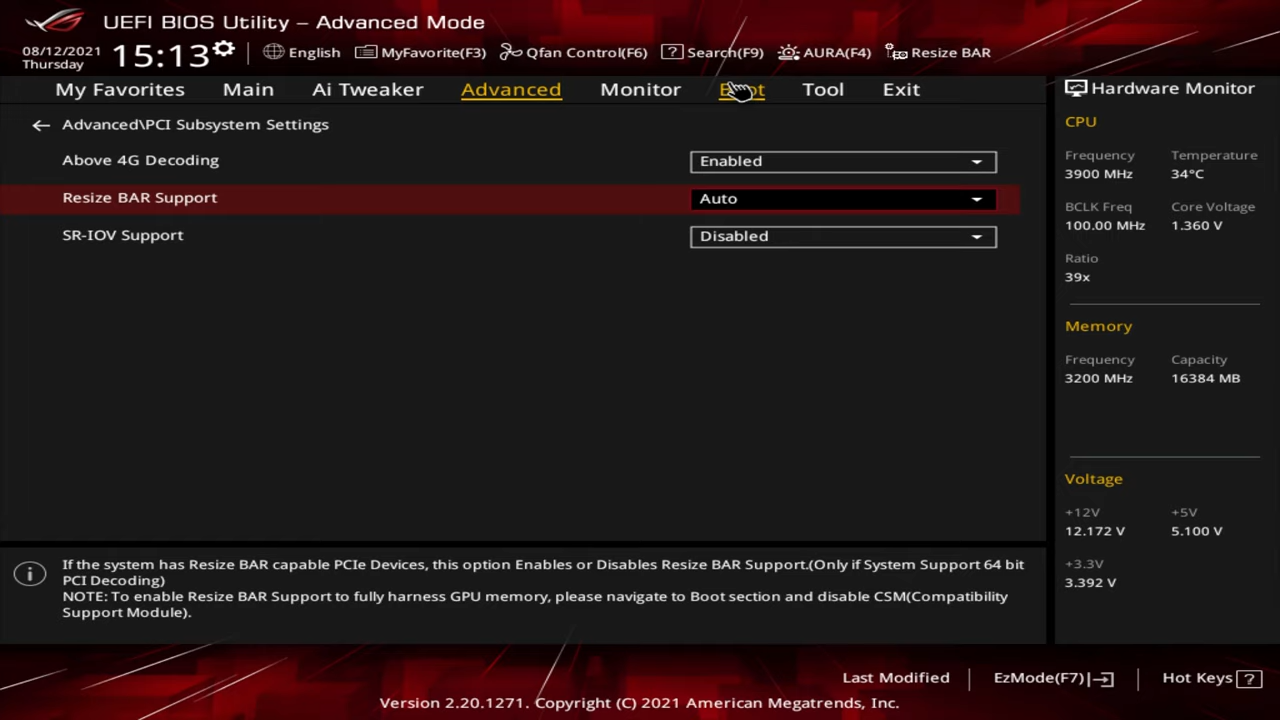 UEFI BIOS Utility – Advanced Mode
08/12/2021
Thursday
15:13
English
MyFavorite(F3)
Qfan Control(F6)
? Search(F9)
AURA(F4)
Resize BAR
My Favorites
Main
Ai Tweaker
Advanced
Monitor
Tool
Exit
Advanced\PCI Subsystem Settings
Above 4G Decoding
Enabled
Resize BAR Support
Auto
SR-IOV Support
Disabled
If the system has Resize BAR capable PCIe Devices, this option Enables or Disables Resize BAR Support.(Only if System Support 64 bit
PCI Decoding)
NOTE: To enable Resize BAR Support to fully harness GPU memory, please navigate to Boot section and disable CSM(Compatibility
Support Module).
Hardware Monitor
CPU
Frequency Temperature
3900 MHz 34°C
BCLK Freq Core Voltage
100.00 MHz 1.360 V
Ratio
39x
Memory
Frequency Capacity
3200 MHz 16384 MB
Voltage
+12V +5V
12.172 V 5.100 V
+3.3V
3.392 V
Last Modified
EzMode(F7)
Hot Keys ?
Version 2.20.1271. Copyright (C) 2021 American Megatrends, Inc.